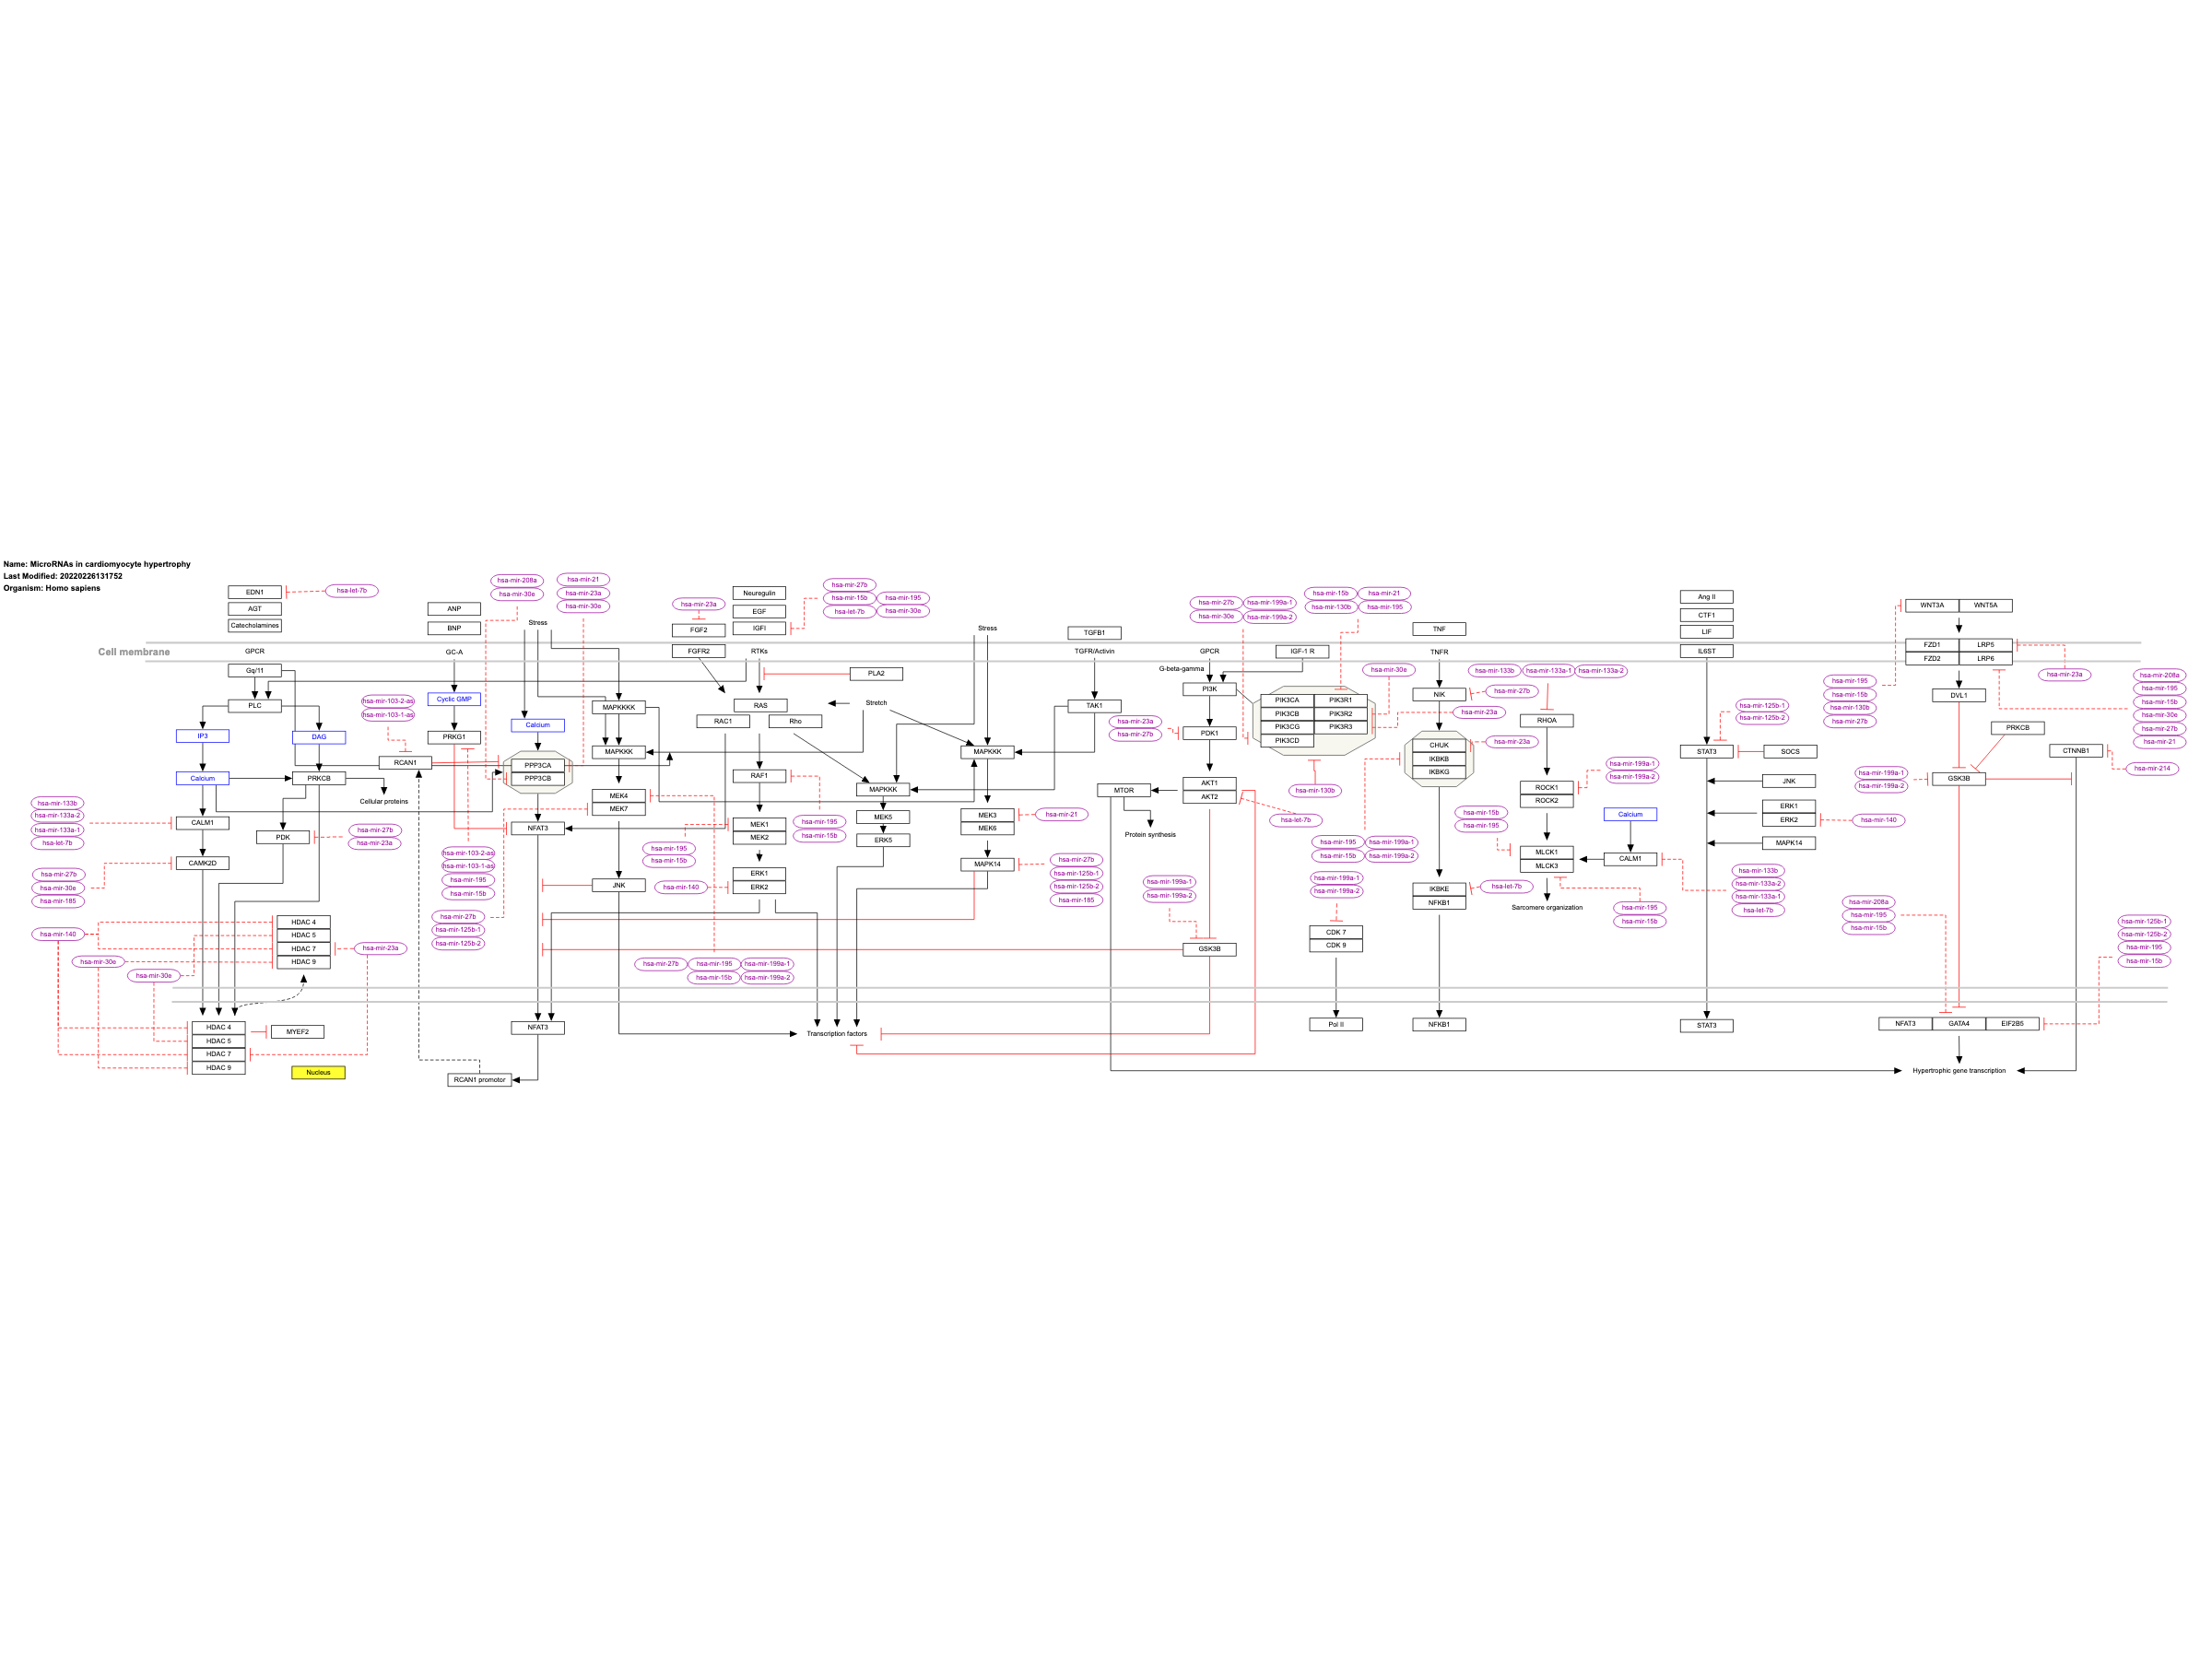 Name: MicroRNAs in cardiomyocyte hypertrophy
Last Modified: 20220226131752
Organism: Homo sapiens
Cell membrane
EDN1
hsa-let-7b
AGT
Catecholamines
GPCR
Gq/11
PLC
IP3
DAG
Calcium
PRKCB
Cellular proteins
CALM1
CAMK2D
PDK
hsa-mir-27b
hsa-mir-23a
hsa-mir-133b
hsa-mir-133a-2
hsa-mir-133a-1
hsa-let-7b
hsa-mir-27b
hsa-mir-30e
hsa-mir-185
hsa-mir-140
hsa-mir-30e
hsa-mir-30e
hsa-mir-23a
HDAC 4
HDAC 5
HDAC 7
HDAC 9
HDAC 4
HDAC 5
HDAC 7
HDAC 9
MYEF2
Nucleus
ANP
BNP
GC-A
Cyclic GMP
PRKG1
hsa-mir-103-2-as
hsa-mir-103-1-as
RCAN1
hsa-mir-208a
hsa-mir-30e
hsa-mir-21
hsa-mir-23a
hsa-mir-30e
Stress
Calcium
PPP3CA
PPP3CB
NFAT3
hsa-mir-103-2-as
hsa-mir-103-1-as
hsa-mir-195
hsa-mir-15b
hsa-mir-27b
hsa-mir-125b-1
hsa-mir-125b-2
NFAT3
RCAN1 promotor
MAPKKKK
MAPKKK
MEK4
MEK7
JNK
hsa-mir-23a
FGF2
FGFR2
Neuregulin
EGF
IGFI
RTKs
hsa-mir-27b
hsa-mir-15b
hsa-mir-195
hsa-let-7b
hsa-mir-30e
PLA2
RAS
RAC1
Rho
Stretch
RAF1
MEK1
MEK2
ERK1
ERK2
hsa-mir-195
hsa-mir-15b
hsa-mir-195
hsa-mir-15b
hsa-mir-140
hsa-mir-27b
hsa-mir-195
hsa-mir-199a-1
hsa-mir-15b
hsa-mir-199a-2
MAPKKK
MEK5
ERK5
Transcription factors
Stress
MAPKKK
MEK3
MEK6
hsa-mir-21
MAPK14
hsa-mir-27b
hsa-mir-125b-1
hsa-mir-125b-2
hsa-mir-185
TGFB1
TGFR/Activin
TAK1
MTOR
Protein synthesis
hsa-mir-27b
hsa-mir-199a-1
hsa-mir-30e
hsa-mir-199a-2
GPCR
G-beta-gamma
IGF-1 R
PI3K
hsa-mir-23a
hsa-mir-27b
PDK1
AKT1
AKT2
hsa-let-7b
hsa-mir-199a-1
hsa-mir-199a-2
GSK3B
hsa-mir-15b
hsa-mir-21
hsa-mir-130b
hsa-mir-195
PIK3CA
PIK3R1
PIK3CB
PIK3R2
PIK3CG
PIK3R3
PIK3CD
hsa-mir-30e
hsa-mir-23a
hsa-mir-130b
hsa-mir-195
hsa-mir-199a-1
hsa-mir-15b
hsa-mir-199a-2
hsa-mir-199a-1
hsa-mir-199a-2
CDK 7
CDK 9
Pol II
TNF
TNFR
NIK
hsa-mir-27b
CHUK
IKBKB
IKBKG
hsa-mir-23a
IKBKE
NFKB1
hsa-let-7b
NFKB1
hsa-mir-133b
hsa-mir-133a-1
hsa-mir-133a-2
RHOA
ROCK1
ROCK2
hsa-mir-199a-1
hsa-mir-199a-2
hsa-mir-15b
hsa-mir-195
MLCK1
MLCK3
Sarcomere organization
Calcium
CALM1
hsa-mir-195
hsa-mir-15b
hsa-mir-133b
hsa-mir-133a-2
hsa-mir-133a-1
hsa-let-7b
Ang II
CTF1
LIF
IL6ST
hsa-mir-125b-1
hsa-mir-125b-2
STAT3
SOCS
JNK
ERK1
ERK2
hsa-mir-140
MAPK14
STAT3
WNT3A
WNT5A
FZD1
LRP5
FZD2
LRP6
hsa-mir-23a
hsa-mir-195
hsa-mir-15b
hsa-mir-130b
hsa-mir-27b
hsa-mir-208a
hsa-mir-195
hsa-mir-15b
hsa-mir-30e
hsa-mir-27b
hsa-mir-21
DVL1
PRKCB
CTNNB1
hsa-mir-214
hsa-mir-199a-1
hsa-mir-199a-2
GSK3B
hsa-mir-208a
hsa-mir-195
hsa-mir-15b
hsa-mir-125b-1
hsa-mir-125b-2
hsa-mir-195
hsa-mir-15b
NFAT3
GATA4
EIF2B5
Hypertrophic gene transcription